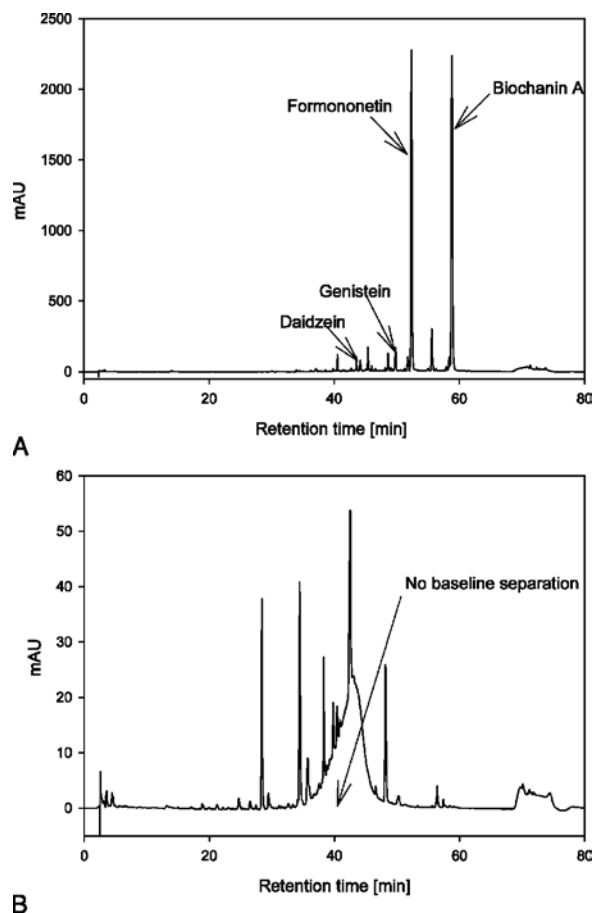 2500
2000
1500
1000
500
0
mAU
Formononetin
Biochanin A
Genistein
Daidzein
0 20 40 60 80
Retention time [min]
A
60
50
40
30
20
10
0
mAU
No baseline separation
0 20 40 60 80
Retention time [min]
B